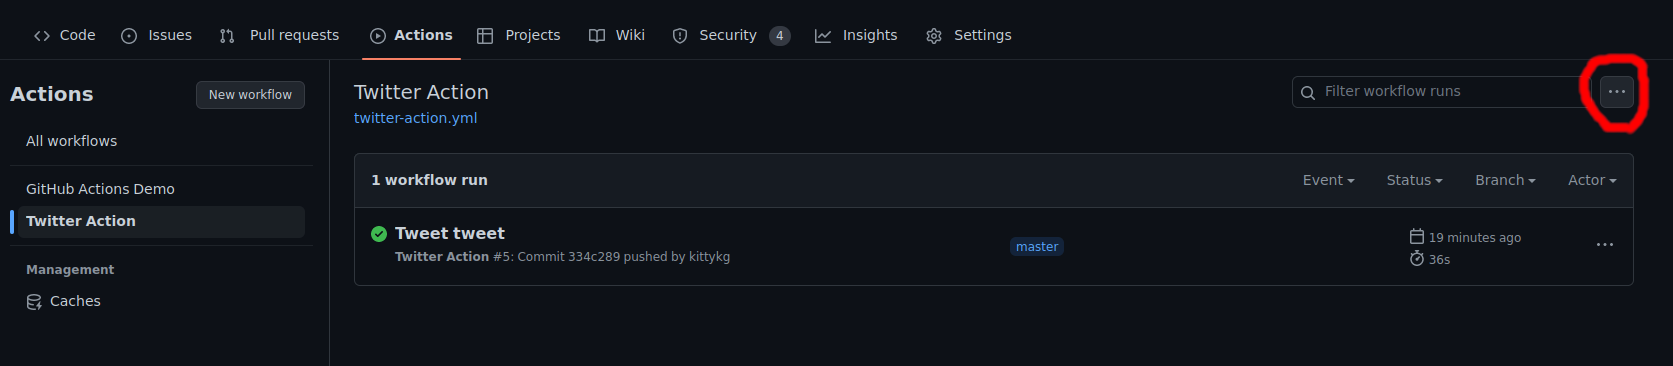 Code Issues Pull requests Actions Projects Wiki Security 4 Insights Settings
Actions
New workflow
All workflows
GitHub Actions Demo
Twitter Action
Management
Caches
Twitter Action
twitter-action.yml
Filter workflow runs
1 workflow run
Event Status Branch Actor
Tweet tweet
Twitter Action #5: Commit 334c289 pushed by kittykg
master
19 minutes ago
36s